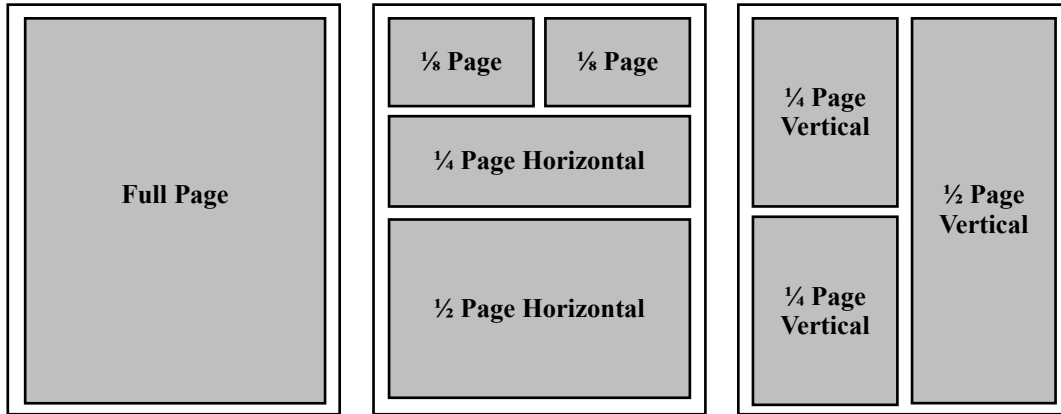 Full Page
⅛ Page
⅛ Page
¼ Page Horizontal
½ Page Horizontal
¼ Page
Vertical
¼ Page
Vertical
½ Page
Vertical